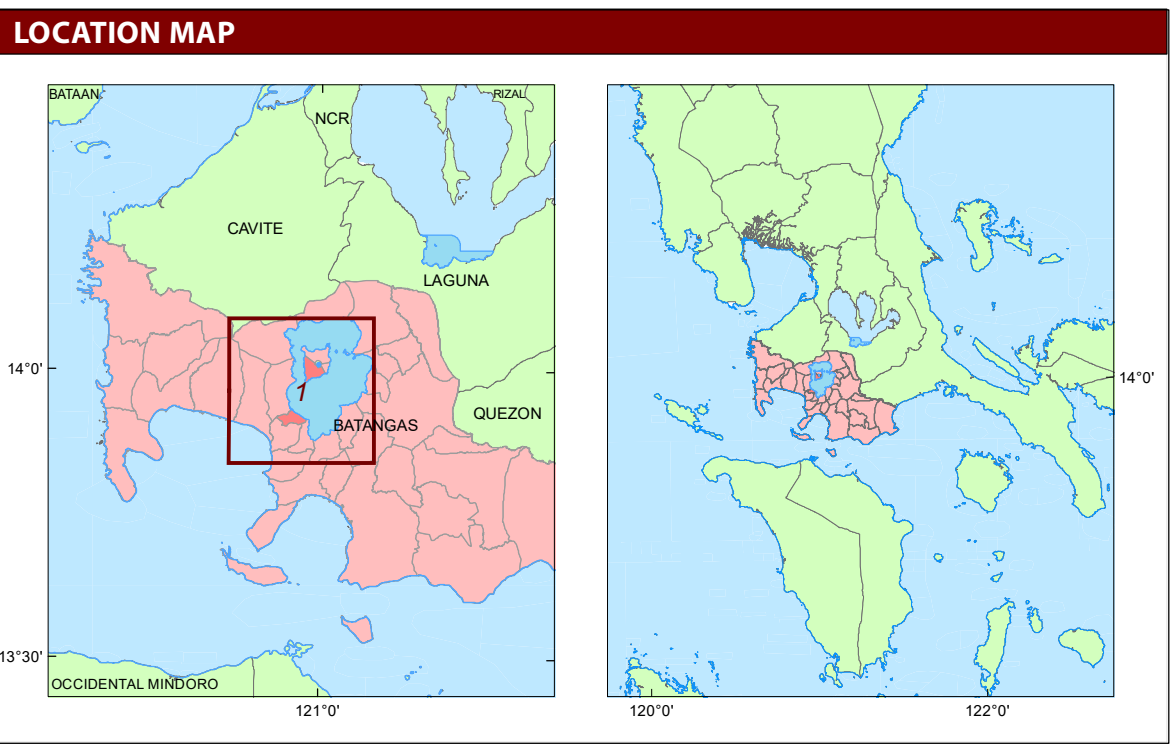 LOCATION MAP
BATAAN
RIZAL
NCR
CAVITE
LAGUNA
14°0'
1
QUEZON
BATANGAS
13°30'
OCCIDENTAL MINDORO
121°0'
14°0'
120°0'
122°0'